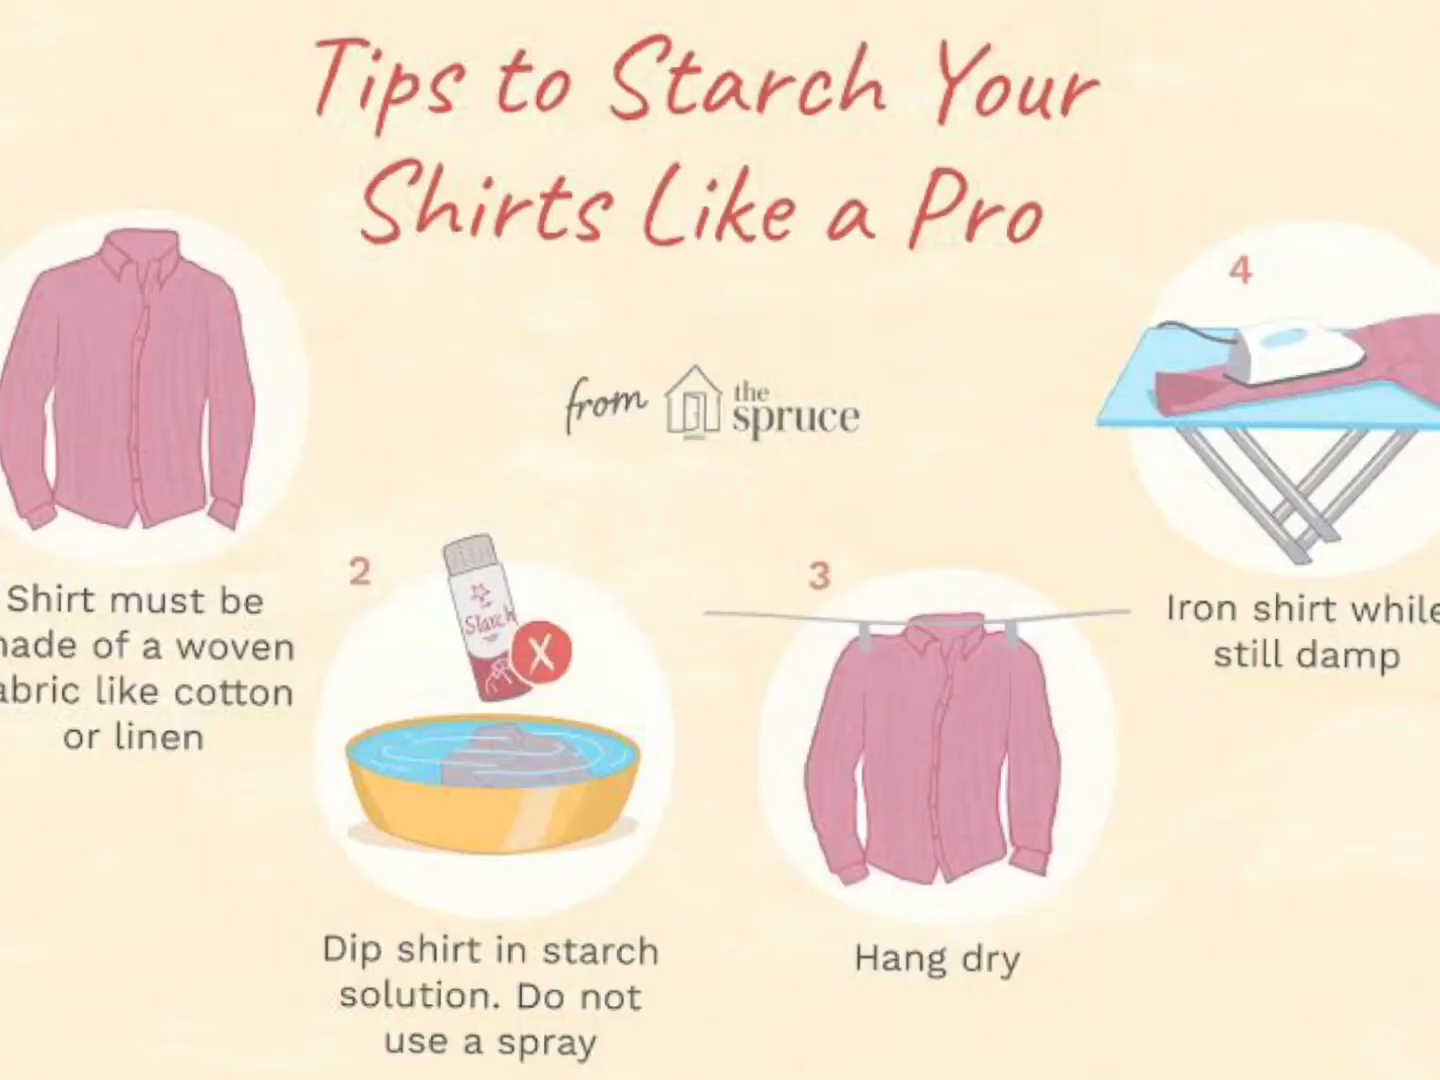 Tips to Starch Your
Shirts Like a Pro
from the spruce
Shirt must be
made of a woven
fabric like cotton
or linen
2
Starch
X
Dip shirt in starch
solution. Do not
use a spray
3
Hang dry
4
Iron shirt while
still damp